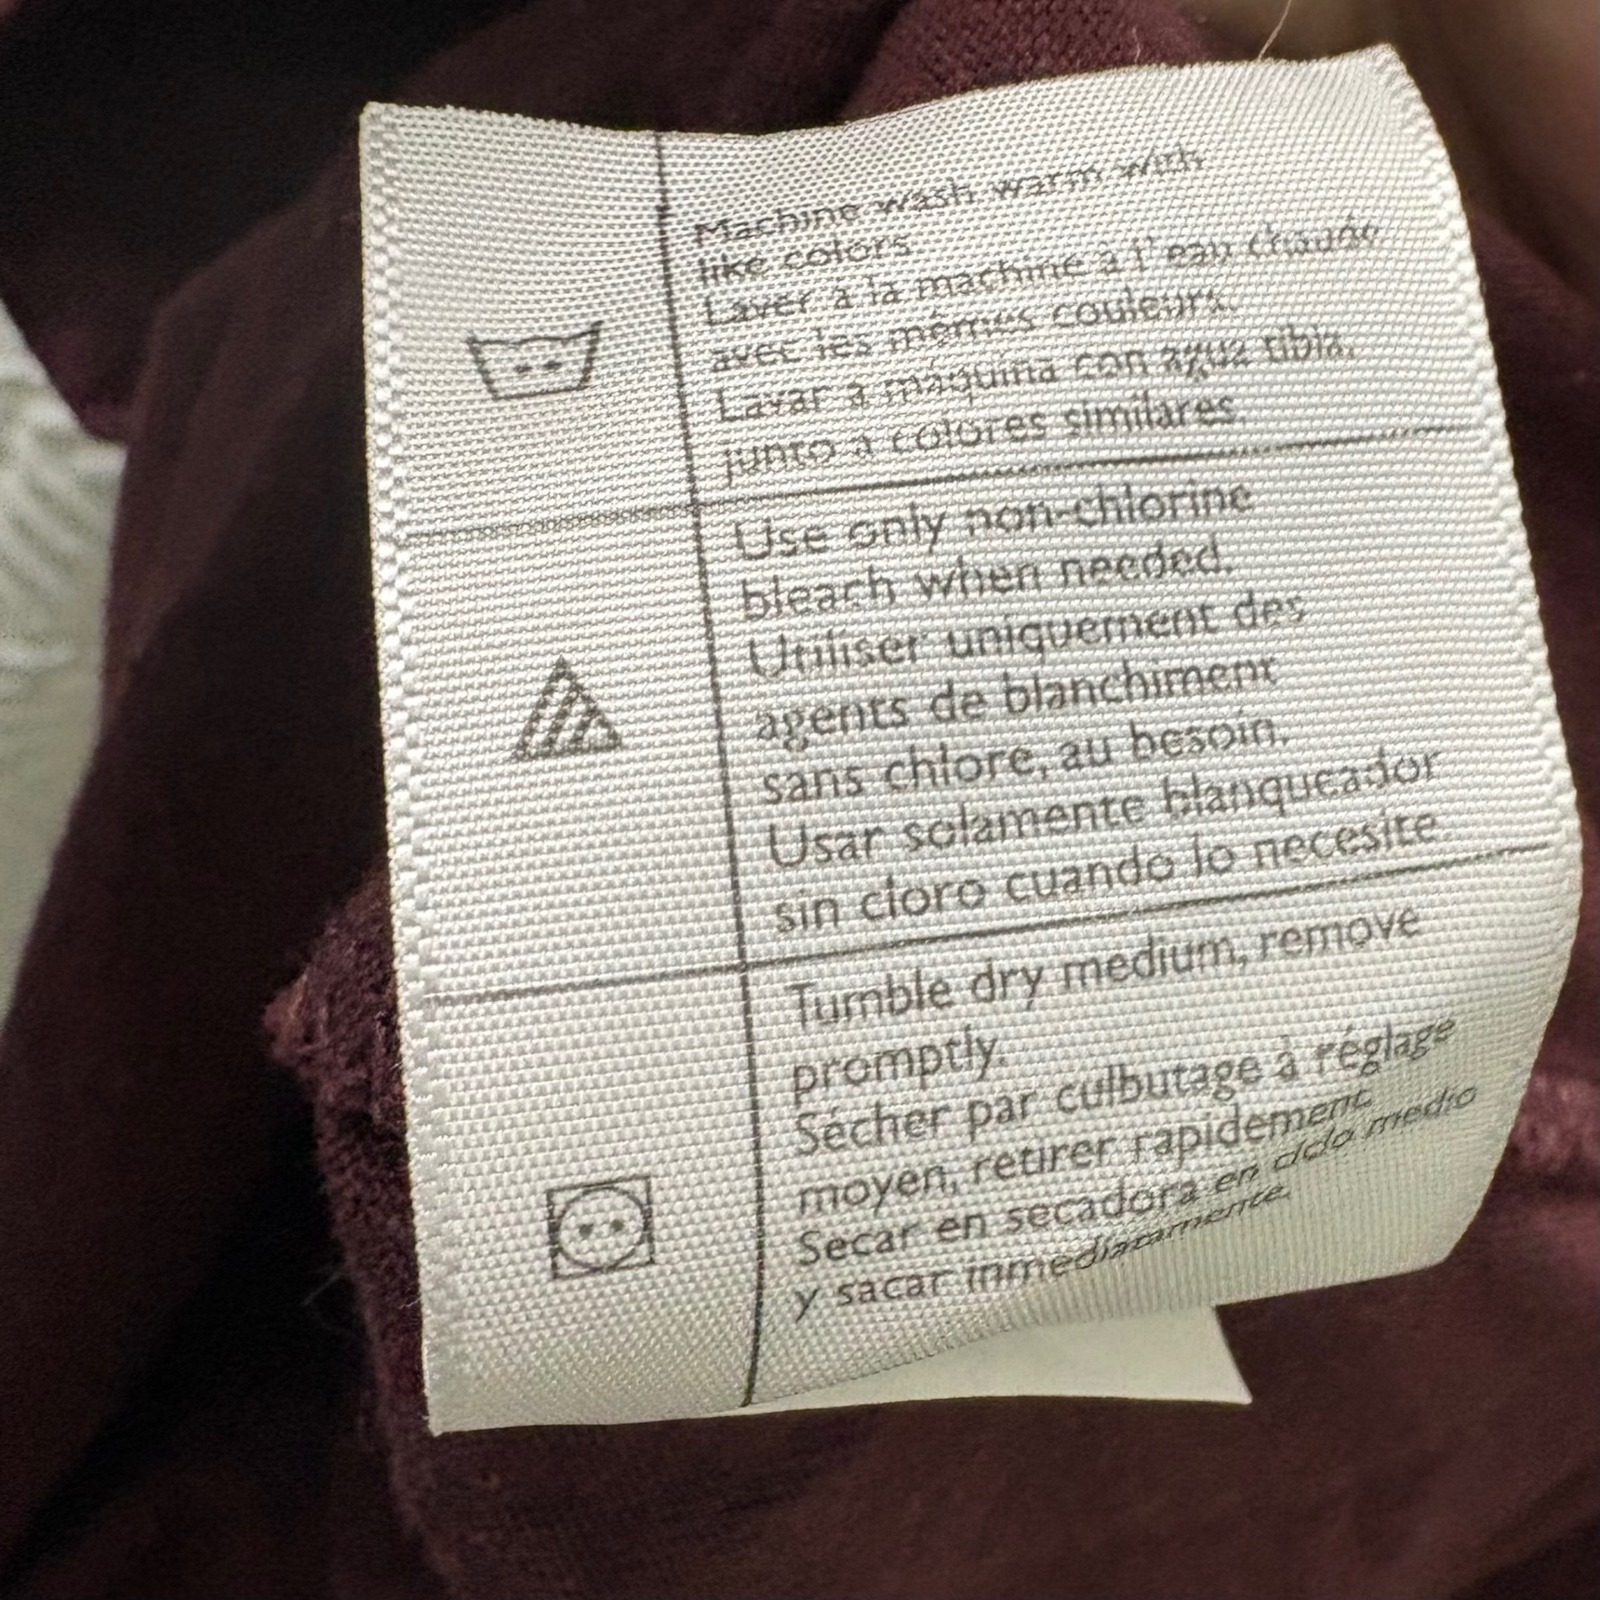 Machine wash warm with
like colors.
Laver à la machine à l'eau chaude
avec les mêmes couleurs.
Lavar a máquina con agua tibia,
junto a colores similares
Use only non-chlorine
bleach when needed.
Utiliser uniquement des
agents de blanchiment
sans chlore, au besoin.
Usar solamente blanqueador
sin cloro cuando lo necesite.
Tumble dry medium, remove
promptly.
Sécher par culbutage à réglage
moyen, retirer rapidement.
Secar en secadora en ciclo medio
y sacar inmediatamente.